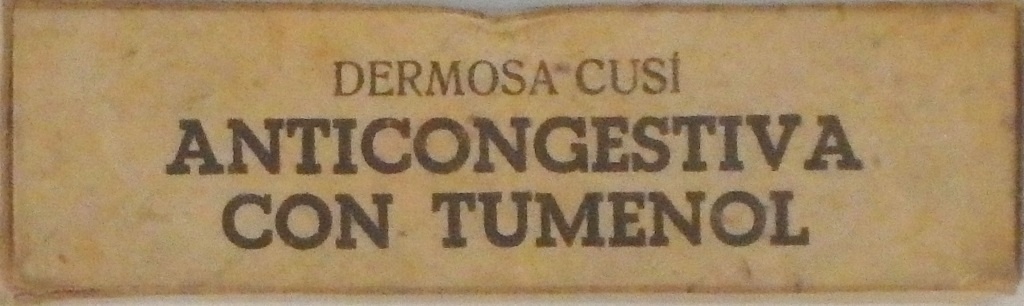 DERMOSA CUSÍ
ANTICONGESTIVA
CON TUMENOL